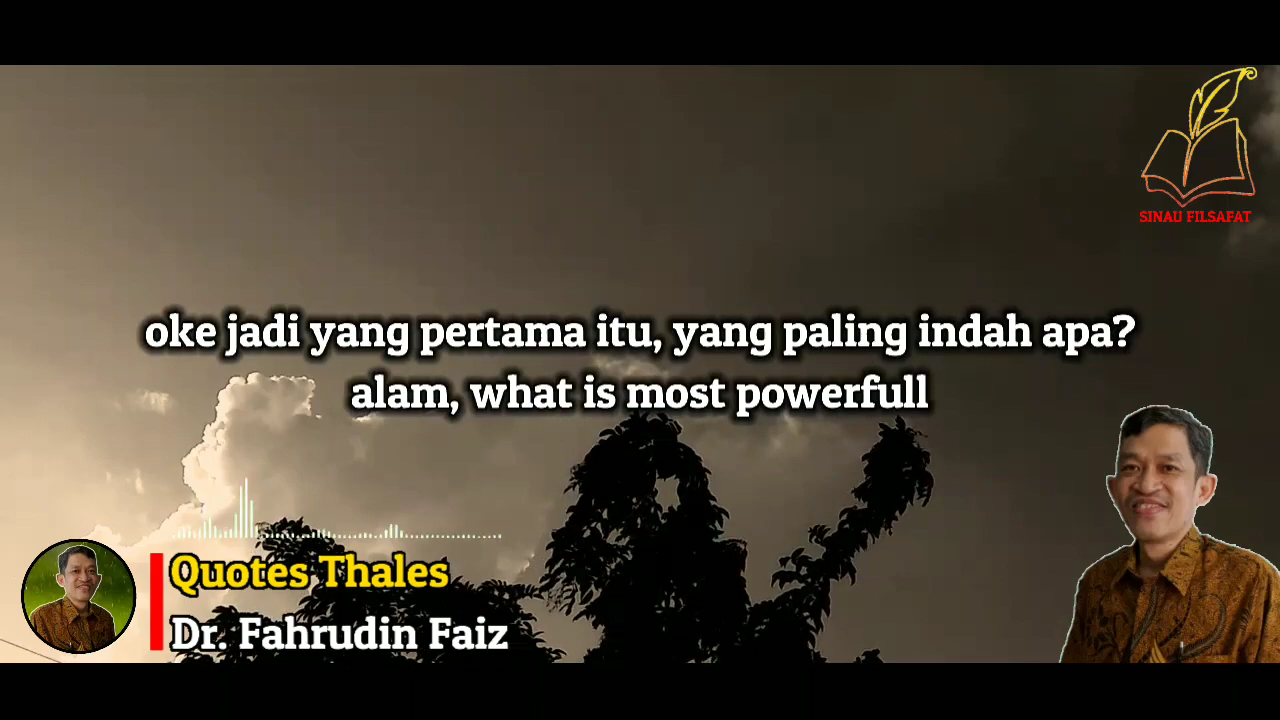 SINAU FILSAFAT
oke jadi yang pertama itu, yang paling indah apa?
alam, what is most powerfull
Quotes Thales
Dr. Fahrudin Faiz